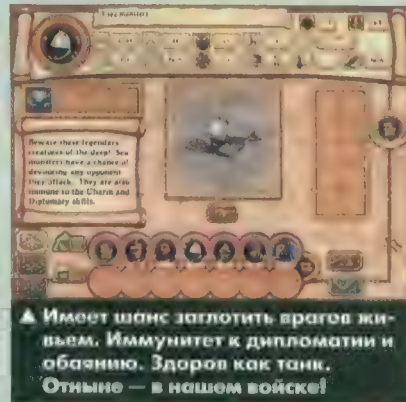 Beware these legendary
creatures of the deep! Sea
monsters have a chance of
devouring any opponent
they attack. They are also
immune to the Charm and
Diplomacy skills.
▲ Имеет шанс заглотить врагов жи-
вьем. Иммунитет к дипломатии и
обаянию. Здоров как танк.
Отныне — в нашем войске!